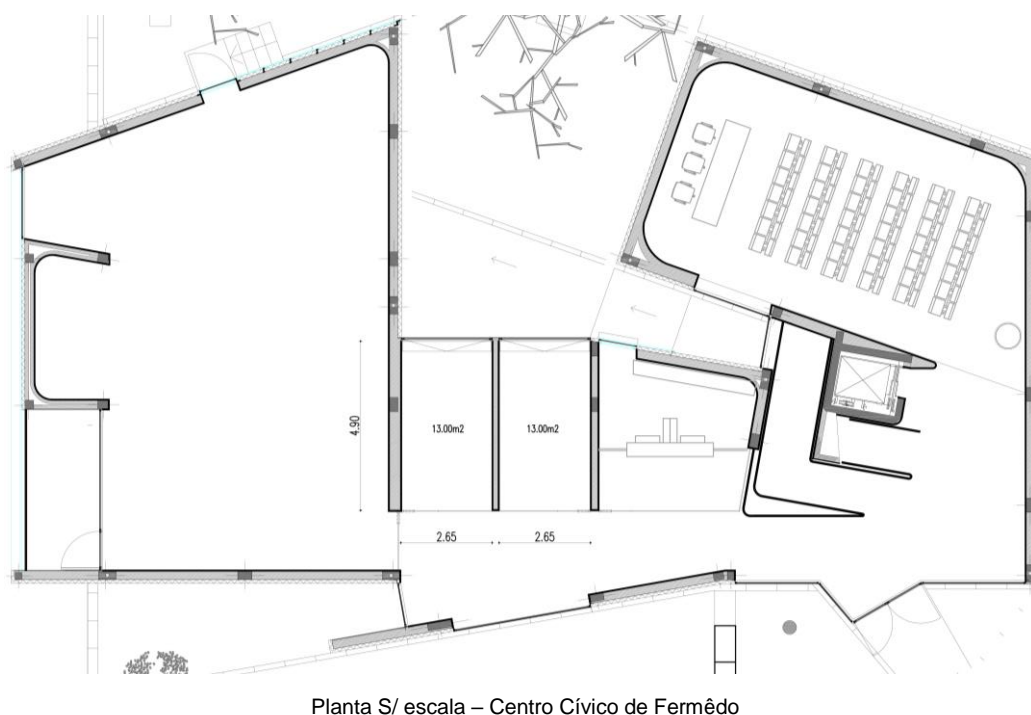 4.90
13.00m2
13.00m2
2.65
2.65
Planta S/ escala – Centro Cívico de Fermêdo